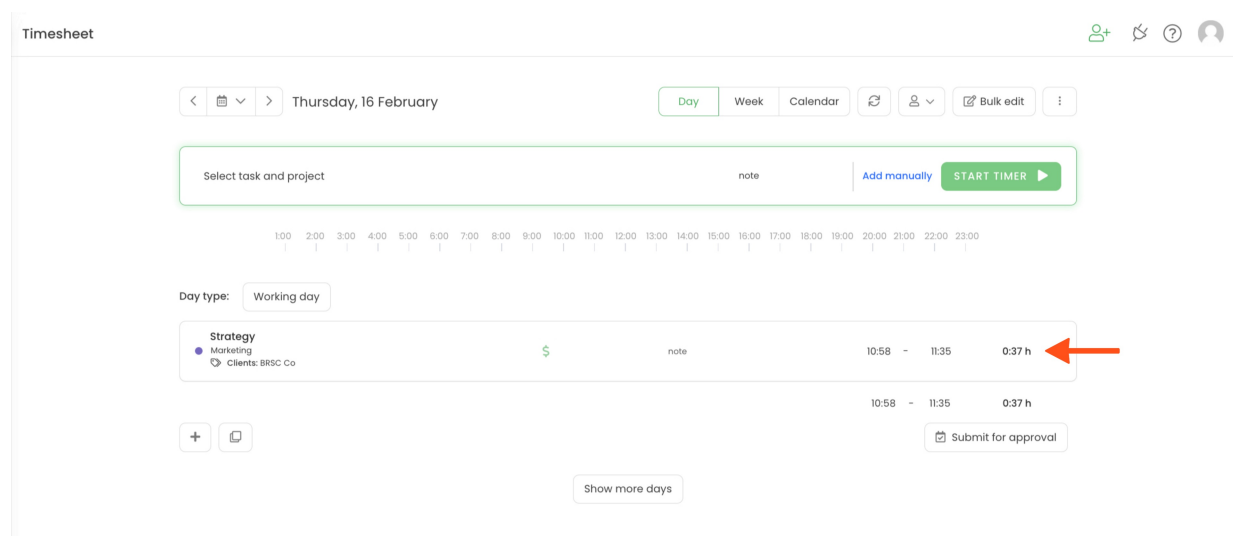 Timesheet
Thursday, 16 February
Day Week Calendar Bulk edit
Select task and project note Add manually START TIMER
1:00 2:00 3:00 4:00 5:00 6:00 7:00 8:00 9:00 10:00 11:00 12:00 13:00 14:00 15:00 16:00 17:00 18:00 19:00 20:00 21:00 22:00 23:00
Day type: Working day
Strategy
Marketing
Clients: BRSC Co
$ note 10:58 - 11:35 0:37 h
10:58 - 11:35 0:37 h
+ Submit for approval
Show more days